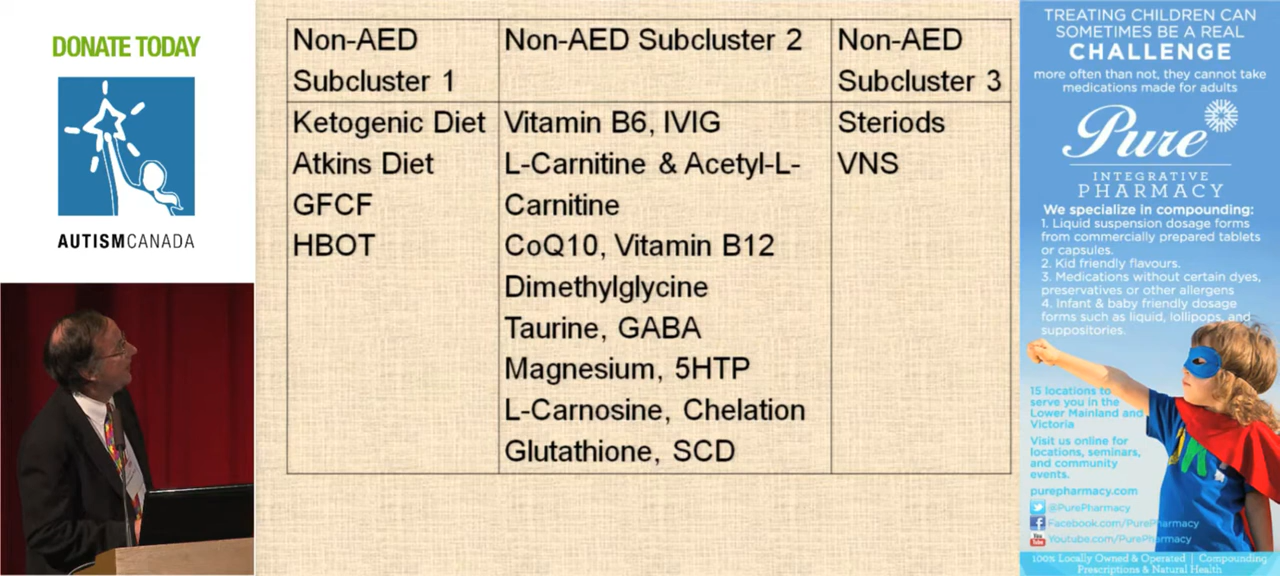 DONATE TODAY
AUTISMCANADA
Non-AED
Subcluster 1
Non-AED Subcluster 2
Non-AED
Subcluster 3
Ketogenic Diet
Atkins Diet
GFCF
HBOT
Vitamin B6, IVIG
L-Carnitine & Acetyl-L-
Carnitine
CoQ10, Vitamin B12
Dimethylglycine
Taurine, GABA
Magnesium, 5HTP
L-Carnosine, Chelation
Glutathione, SCD
Steriods
VNS
TREATING CHILDREN CAN
SOMETIMES BE A REAL
CHALLENGE
more often than not, they cannot take
medications made for adults
Pure
INTEGRATIVE
PHARMACY
We specialize in compounding:
1. Liquid suspension dosage forms
from commercially prepared tablets
or capsules.
2. Kid friendly flavours.
3. Medications without certain dyes,
preservatives or other allergens
4. Infant & baby friendly dosage
forms such as liquid, lollipops, and
suppositories.
15 locations to
serve you in the
Lower Mainland and
Victoria
Visit us online for
locations, seminars,
and community
events.
purepharmacy.com
@PurePharmacy
Facebook.com/PurePharmacy
You
Tube
Youtube.com/PurePharmacy
100% Locally Owned & Operated | Compounding
Prescriptions & Natural Health